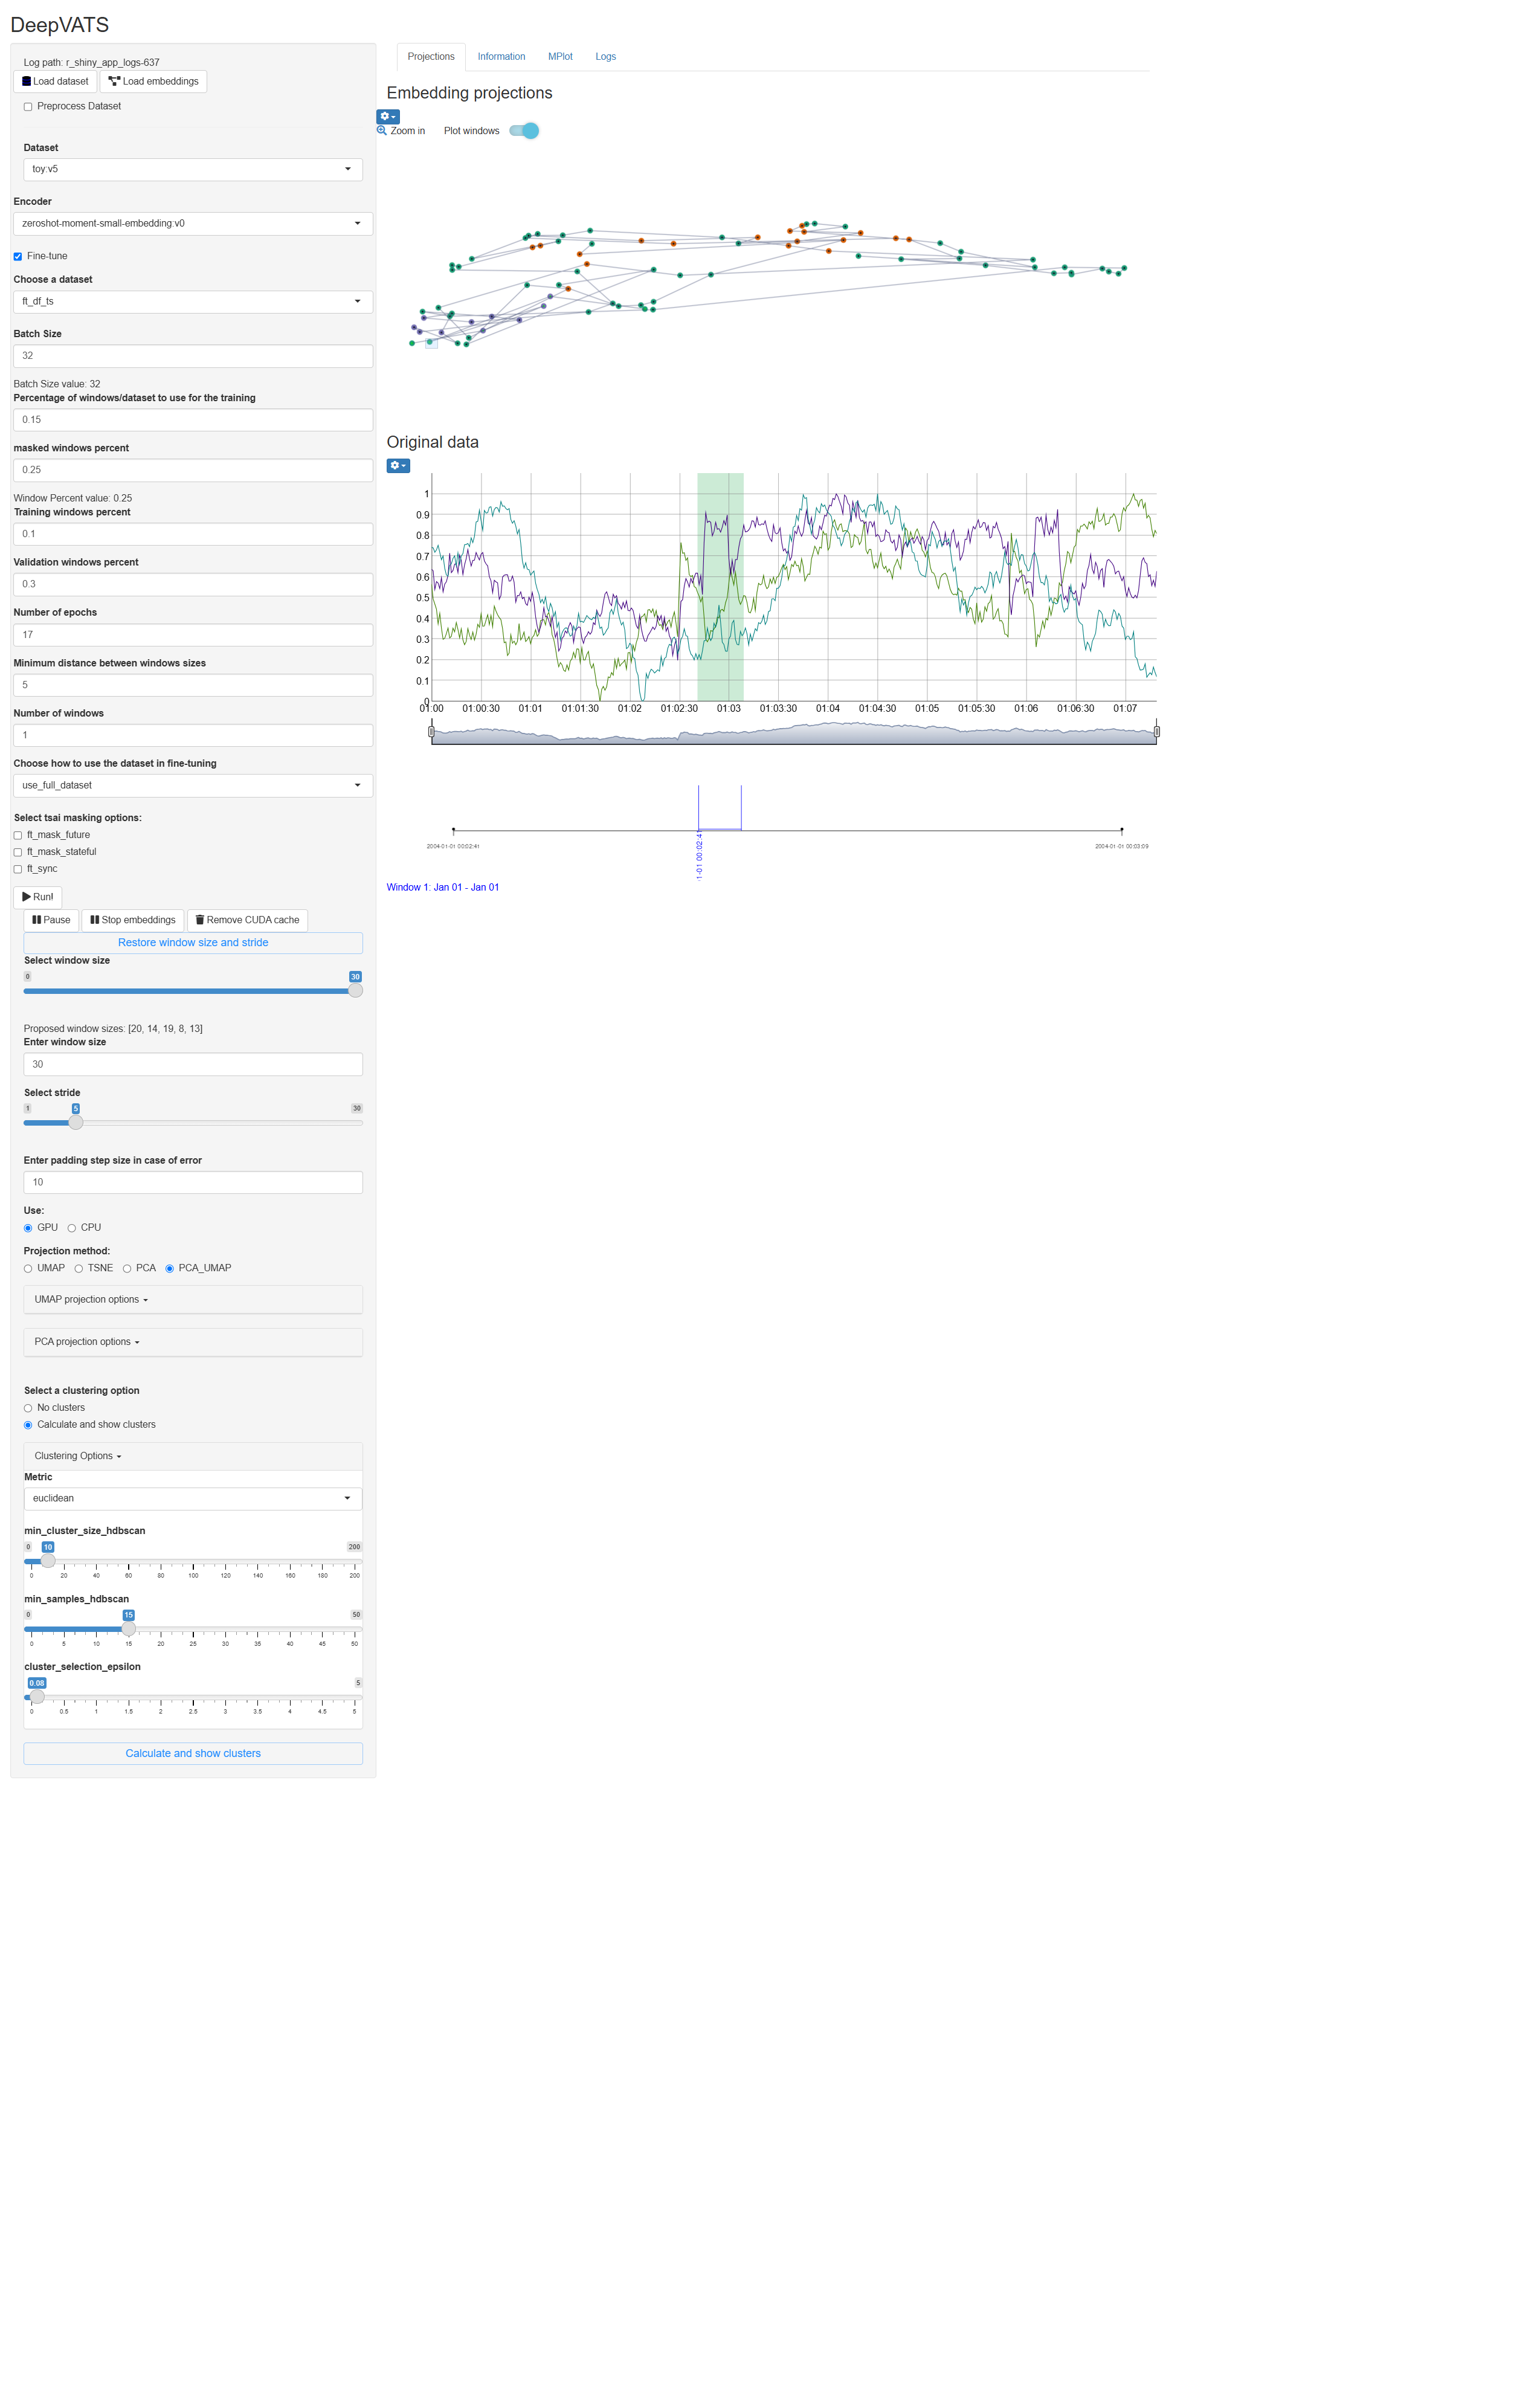 DeepVATS
Log path: r_shiny_app_logs-637
Load dataset
Load embeddings
Preprocess Dataset
Dataset
toy:v5
Encoder
zeroshot-moment-small-embedding:v0
Fine-tune
Choose a dataset
ft_df_ts
Batch Size
32
Batch Size value: 32
Percentage of windows/dataset to use for the training
0.15
masked windows percent
0.25
Window Percent value: 0.25
Training windows percent
0.1
Validation windows percent
0.3
Number of epochs
17
Minimum distance between windows sizes
5
Number of windows
1
Choose how to use the dataset in fine-tuning
use_full_dataset
Select tsai masking options:
ft_mask_future
ft_mask_stateful
ft_sync
Run!
Pause
Stop embeddings
Remove CUDA cache
Restore window size and stride
Select window size
0 30
Proposed window sizes: [20, 14, 19, 8, 13]
Enter window size
30
Select stride
1 5 30
Enter padding step size in case of error
10
Use:
GPU CPU
Projection method:
UMAP TSNE PCA PCA_UMAP
UMAP projection options
PCA projection options
Select a clustering option
No clusters
Calculate and show clusters
Clustering Options
Metric
euclidean
min_cluster_size_hdbscan
0 10 200
0 20 40 60 80 100 120 140 160 180 200
min_samples_hdbscan
0 15 50
0 5 10 15 20 25 30 35 40 45 50
cluster_selection_epsilon
0.08 5
0 0.5 1 1.5 2 2.5 3 3.5 4 4.5 5
Calculate and show clusters
Projections Information MPlot Logs
Embedding projections
Zoom in Plot windows
Original data
1
0.9
0.8
0.7
0.6
0.5
0.4
0.3
0.2
0.1
0
01:00 01:00:30 01:01 01:01:30 01:02 01:02:30 01:03 01:03:30 01:04 01:04:30 01:05 01:05:30 01:06 01:06:30 01:07
2004-01-01 00:02:41
1-01 00:02:41
2004-01-01 00:03:09
Window 1: Jan 01 - Jan 01